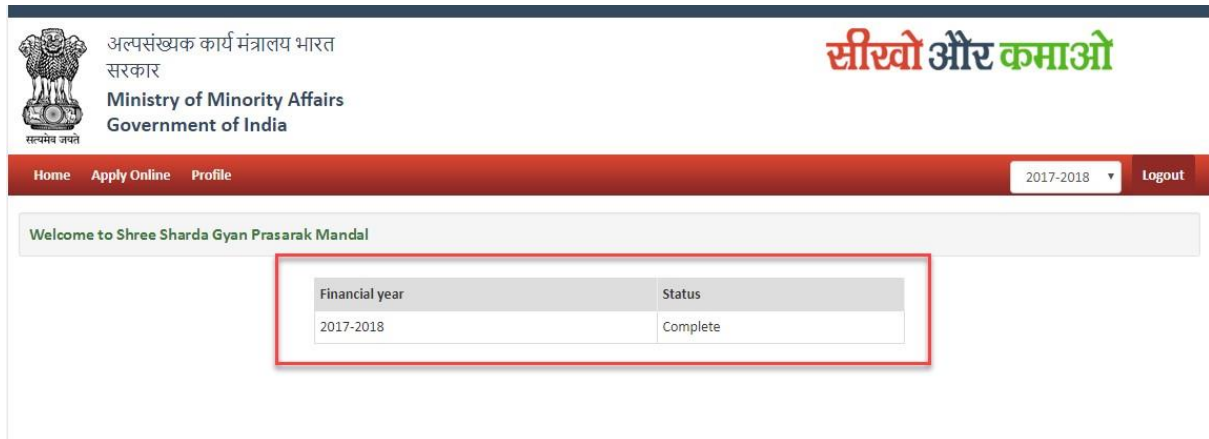 अल्पसंख्यक कार्य मंत्रालय भारत
सरकार
Ministry of Minority Affairs
Government of India
सत्यमेव जयते
सीखो और कमाओ
Home Apply Online Profile
2017-2018 Logout
Welcome to Shree Sharda Gyan Prasarak Mandal
Financial year Status
2017-2018 Complete